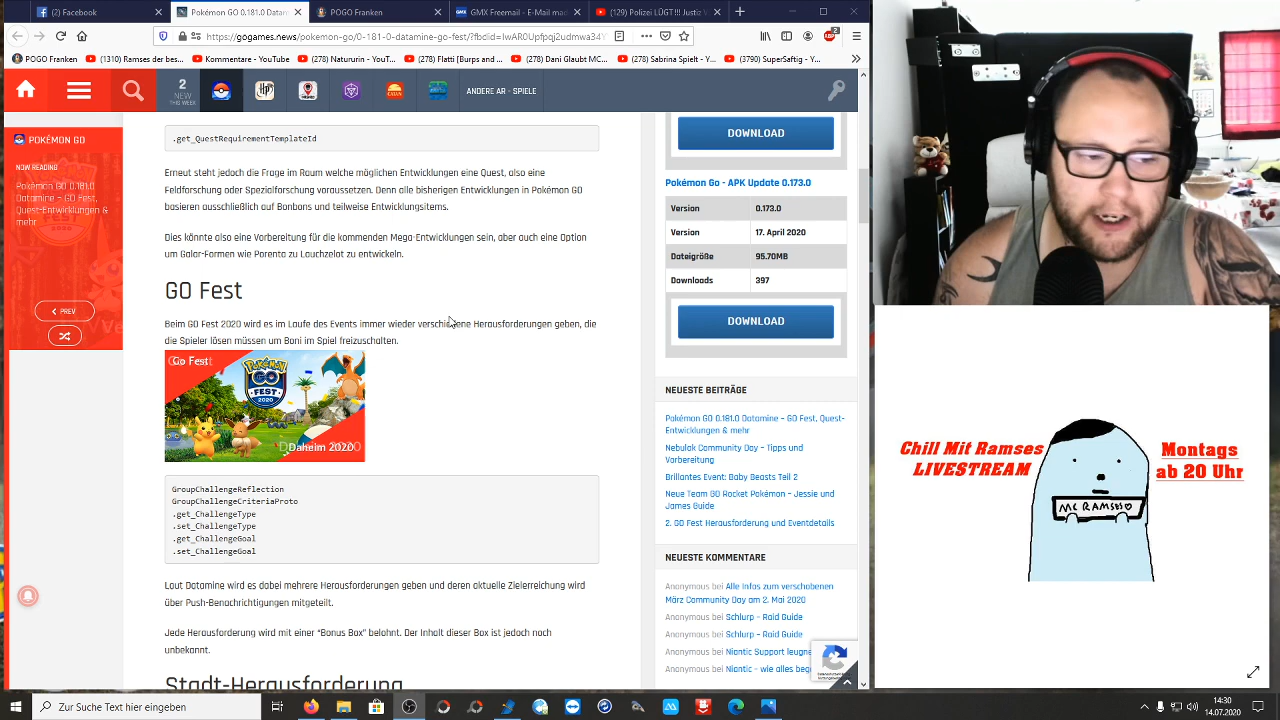 (2) Facebook
Pokémon GO 0.181.0 Datamin
POGO Franken
GMX Freemail - E-Mail made
(129) Polizei LÜGT !!! Justiz V
https://gogames.news/pokemon-go/0-181-0-datamine-go-fest/?fbclid=IwAR0Upfpqj2udmwa34Y
POGO Franken
(1310) Ramses der bes...
Kommentare - YouTube
(278) Natururin - YouT...
(278) Flatti [Burps and ...
(278) Dani Glaubt MC...
(278) Sabrina Spielt - Y...
(3790) SuperSaftig - Y...
2
NEW
THIS WEEK
ANDERE AR - SPIELE
POKÉMON GO
NOW READING
Pokémon GO 0.181.0
Datamine – GO Fest,
Quest-Entwicklungen &
mehr
PREV
.get_QuestRequirementTemplateId
Erneut steht jedoch die Frage im Raum welche möglichen Entwicklungen eine Quest, also eine
Feldforschung oder Spezialforschung voraussetzen. Denn alle bisherigen Entwicklungen in Pokémon GO
basieren ausschließlich auf Bonbons und teilweise Entwicklungsitems.
Dies könnte also eine Vorbereitung für die kommenden Mega-Entwicklungen sein, aber auch eine Option
um Galar-Formen wie Porenta zu Lauchzelot zu entwickeln.
GO Fest
Beim GO Fest 2020 wird es im Laufe des Events immer wieder verschiedene Herausforderungen geben, die
die Spieler lösen müssen um Boni im Spiel freizuschalten.
Go Fest
POKÉMON
GO
FEST
2020
Daheim 2020
GroupChallengeReflection
GroupChallengeCriteriaProto
.get_ChallengeType
.set_ChallengeType
.get_ChallengeGoal
.set_ChallengeGoal
Laut Datamine wird es dabei mehrere Herausforderungen geben und deren aktuelle Zielerreichung wird
über Push-Benachrichtigungen mitgeteilt.
Jede Herausforderung wird mit einer “Bonus Box” belohnt. Der Inhalt dieser Box ist jedoch noch
unbekannt.
Stadt-Herausforderung
DOWNLOAD
Pokémon Go - APK Update 0.173.0
Version 0.173.0
Version 17. April 2020
Dateigröße 95.70MB
Downloads 397
DOWNLOAD
NEUESTE BEITRÄGE
Pokémon GO 0.181.0 Datamine – GO Fest, Quest-
Entwicklungen & mehr
Nebulak Community Day – Tipps und
Vorbereitung
Brillantes Event: Baby Beasts Teil 2
Neue Team GO Rocket Pokémon – Jessie und
James Guide
2. GO Fest Herausforderung und Eventdetails
NEUESTE KOMMENTARE
Anonymous bei Alle Infos zum verschobenen
März Community Day am 2. Mai 2020
Anonymous bei Schlurp – Raid Guide
Anonymous bei Schlurp – Raid Guide
Anonymous bei Niantic Support leugne
Anonymous bei Niantic – wie alles beg
Chill Mit Ramses
LIVESTREAM
Montags
ab 20 Uhr
MC RAMSES
Zur Suche Text hier eingeben
14:30
14.07.2020